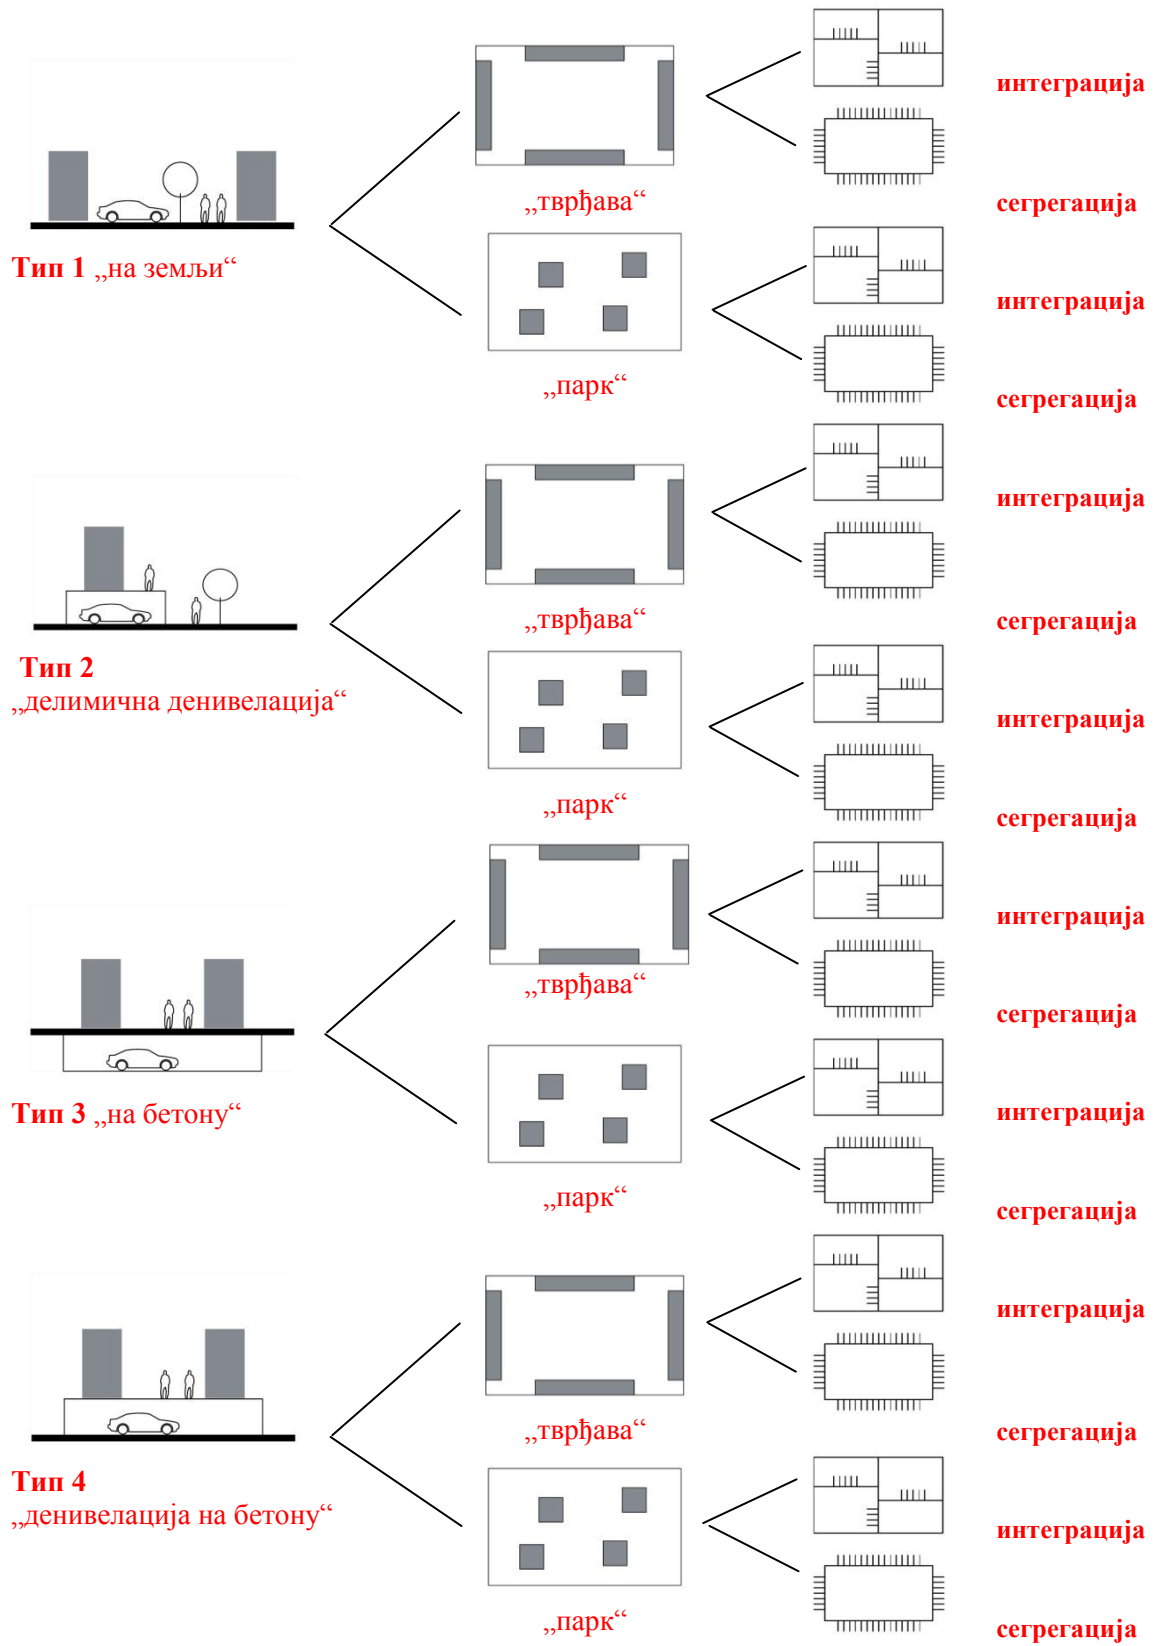 интеграција
„тврђава“
сегрегација
Тип 1 „на земљи“
интеграција
„парк“
сегрегација
интеграција
„тврђава“
сегрегација
Тип 2
„делимична денивелација“
интеграција
„парк“
сегрегација
интеграција
„тврђава“
сегрегација
Тип 3 „на бетону“
интеграција
„парк“
сегрегација
интеграција
„тврђава“
сегрегација
Тип 4
„денивелација на бетону“
интеграција
„парк“
сегрегација